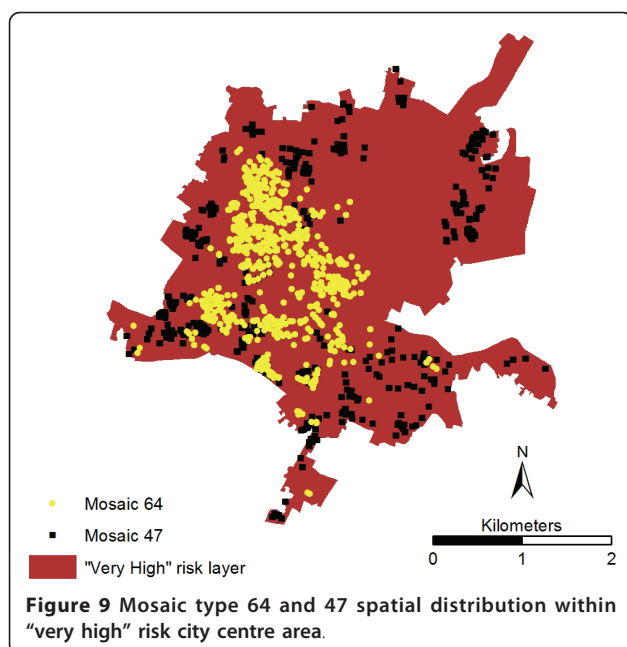 N
Mosaic 64
Mosaic 47
"Very High" risk layer
Kilometers
0 1 2
Figure 9 Mosaic type 64 and 47 spatial distribution within
“very high” risk city centre area.